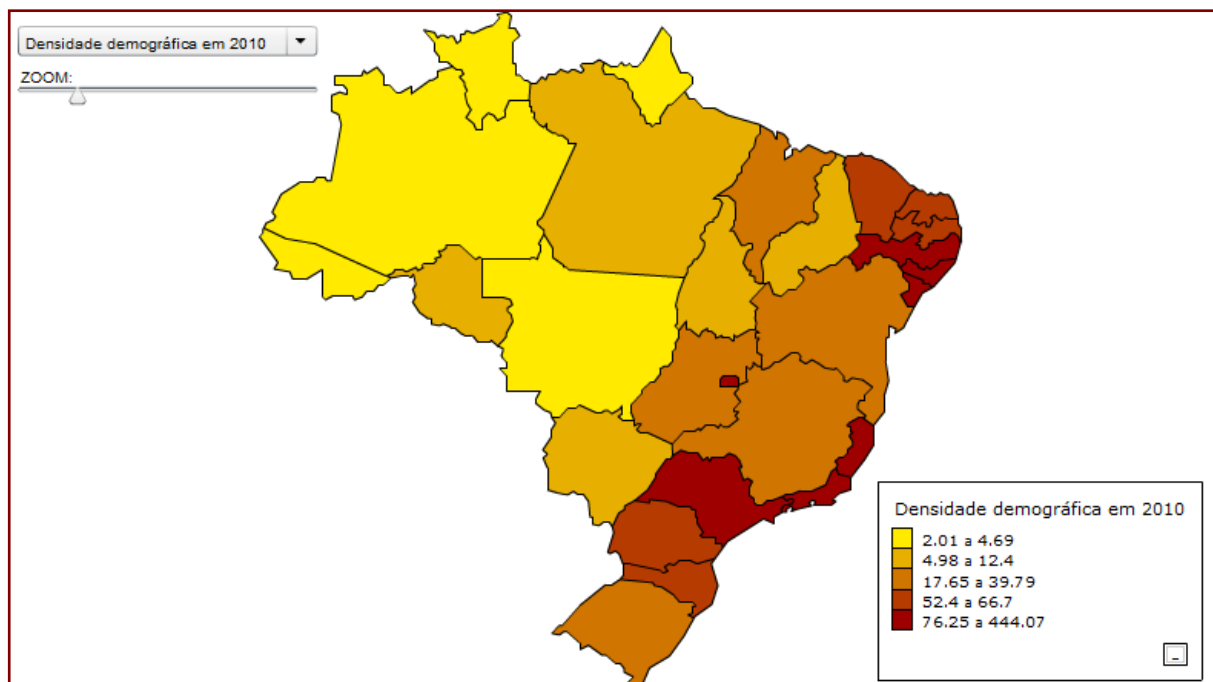 Densidade demográfica em 2010
ZOOM:
Densidade demográfica em 2010
2.01 a 4.69
4.98 a 12.4
17.65 a 39.79
52.4 a 66.7
76.25 a 444.07